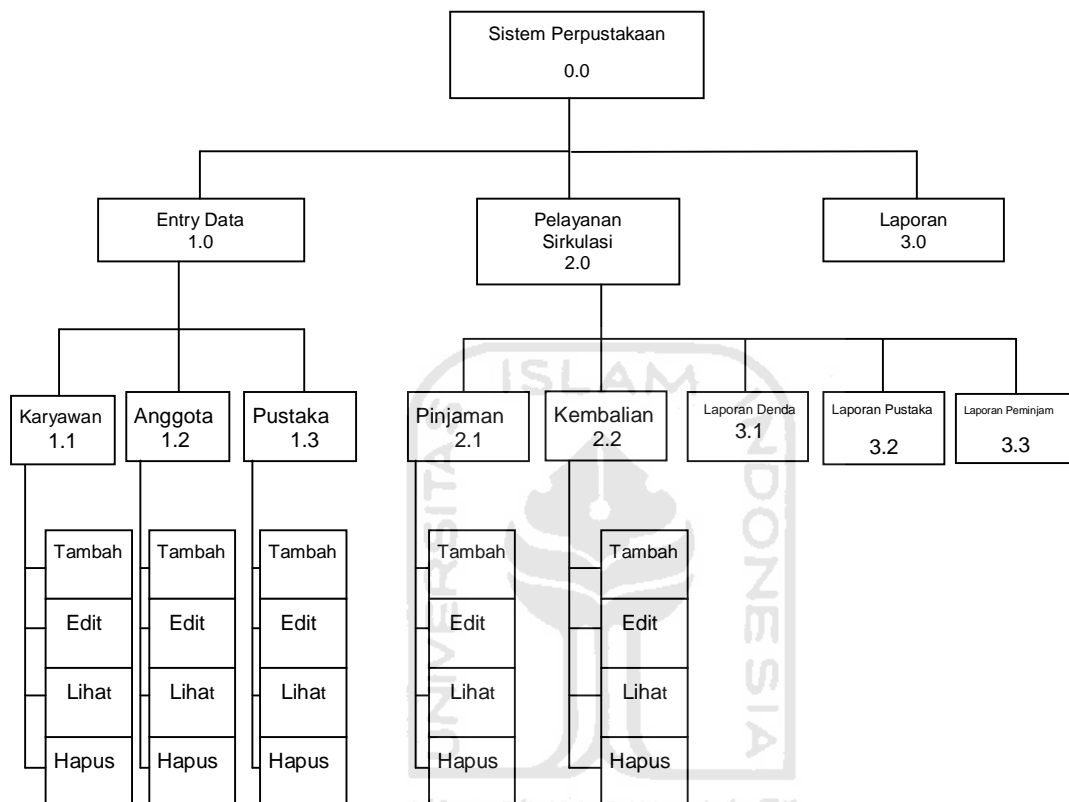 Sistem Perpustakaan
0.0
Entry Data
1.0
Pelayanan
Sirkulasi
2.0
Laporan
3.0
Karyawan
1.1
Anggota
1.2
Pustaka
1.3
Pinjaman
2.1
Kembalian
2.2
Laporan Denda
3.1
Laporan Pustaka
3.2
Laporan Peminjam
3.3
Tambah
Edit
Lihat
Hapus
Tambah
Edit
Lihat
Hapus
Tambah
Edit
Lihat
Hapus
Tambah
Edit
Lihat
Hapus
Tambah
Edit
Lihat
Hapus
UNIVERSITAS
ISLAM
INDONESIA